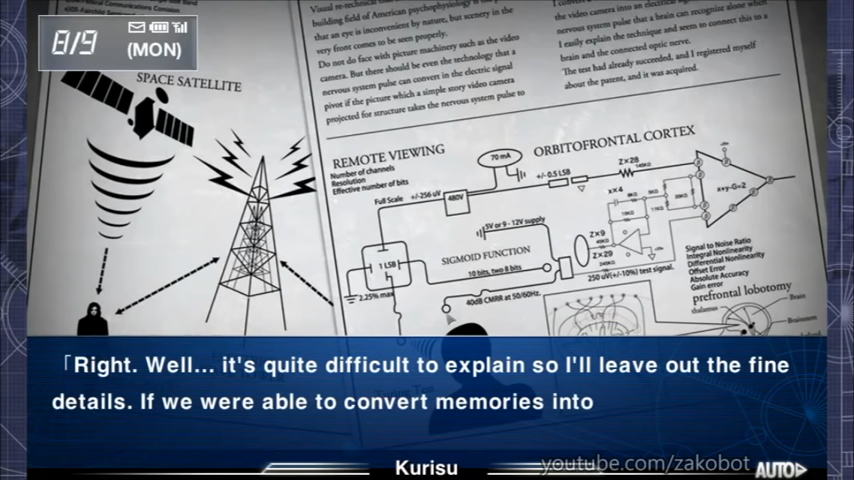 8/9
(MON)
SPACE SATELLITE
Visual re-technical
building field of American psychophysiology
that an eye is inconvenient by nature, but scenery in the
very front comes to be seen properly.
Do not do face with picture machinery such as the video
camera. But there should be even the technology that a
nervous system pulse can convert in the electric signal
pivot if the picture which a simple story video camera
projected for structure takes the nervous system pulse to
the video camera into an electric
nervous system pulse that a brain can recognize alone when
I easily explain the technique and seem to connect this to a
brain and the connected optic nerve.
The test had already succeeded, and I registered myself
about the patent, and it was acquired.
REMOTE VIEWING
Number of channels
Resolution
Effective number of bits
70 mA
ORBITOFRONTAL CORTEX
Full Scale
+/-256 uV
480V
+/- 0.5 LSB
Z×28
x×4
x+y-G=2
5V or 9 - 12V supply
SIGMOID FUNCTION
Z×9
Z×29
1 LSB
10 bits, two 8 bits
250 uV(+/-10%) test signal.
2.25% max
40dB CMRR at 50/60Hz.
Signal to Noise Ratio
Integral Nonlinearity
Differential Nonlinearity
Offset Error
Absolute Accuracy
Gain error
prefrontal lobotomy
thalamus
Brain
Brainstem
「Right. Well... it's quite difficult to explain so I'll leave out the fine
details. If we were able to convert memories into
Kurisu
youtube.com/zakobot
AUTO